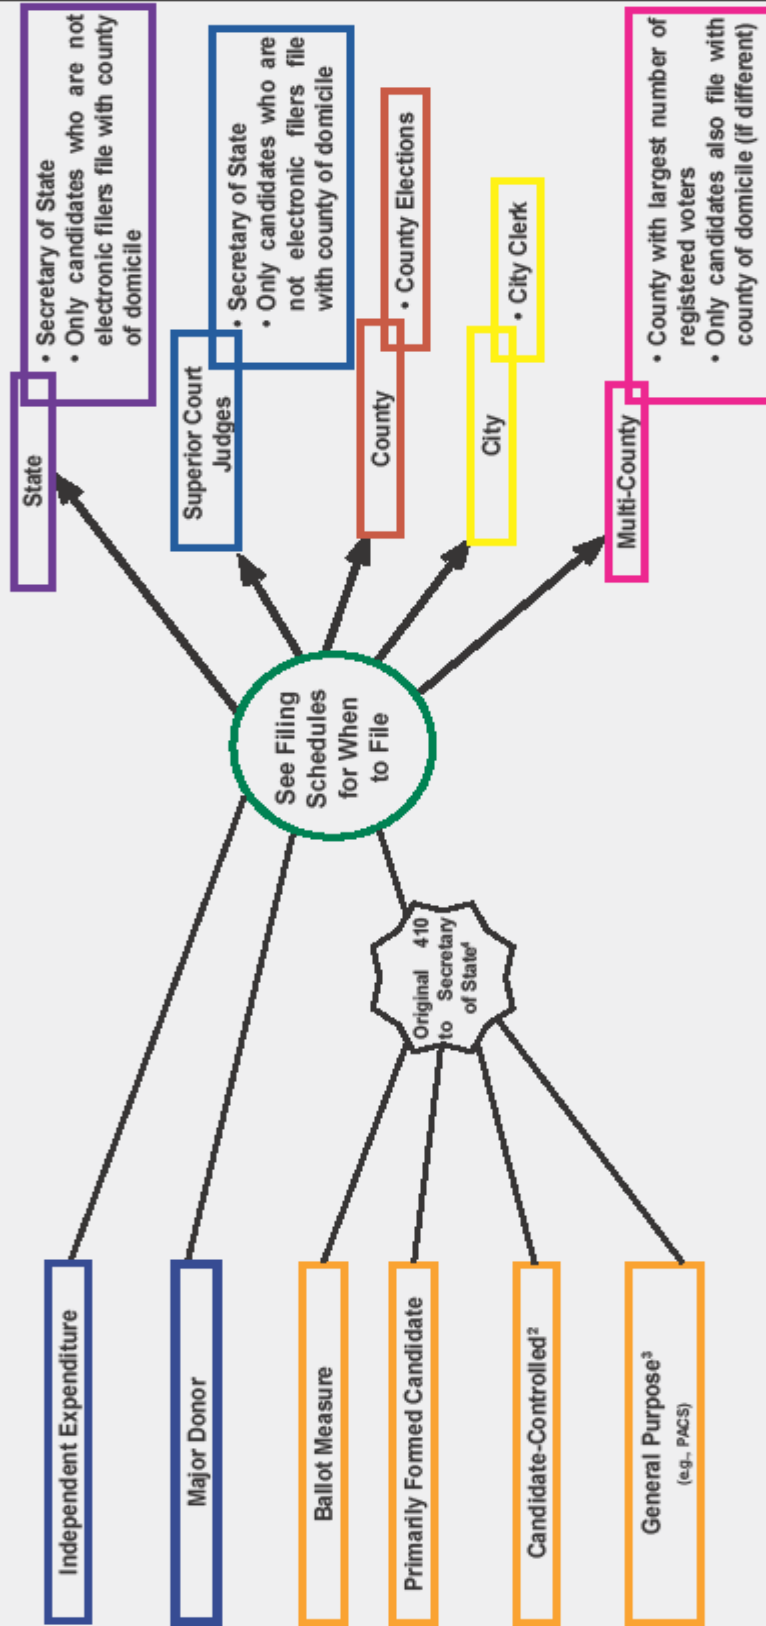 Independent Expenditure
Major Donor
Ballot Measure
Primarily Formed Candidate
Candidate-Controlled²
General Purpose³
(e.g., PACS)
Original 410
to Secretary
of State⁴
See Filing
Schedules
for When
to File
State
• Secretary of State
• Only candidates who are not
electronic filers file with county
of domicile
Superior Court
Judges
• Secretary of State
• Only candidates who are
not electronic filers file
with county of domicile
County
• County Elections
City
• City Clerk
Multi-County
• County with largest number of
registered voters
• Only candidates also file with
county of domicile (if different)